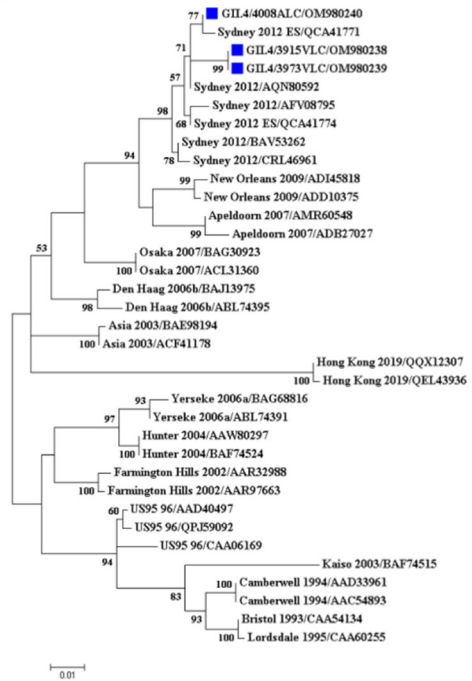 77
GIL4/4008ALC/OM980240
Sydney 2012 ES/QCA41771
71
GIL4/3915VLC/OM980238
99
GIL4/3973VLC/OM980239
57
Sydney 2012/AQN80592
98
Sydney 2012/AFV08795
68
Sydney 2012 ES/QCA41774
Sydney 2012/BAV53262
94
78
Sydney 2012/CRL46961
99
New Orleans 2009/ADI45818
New Orleans 2009/ADD10375
Apeldoorn 2007/AMR60548
99
Apeldoorn 2007/ADB27027
53
Osaka 2007/BAG30923
100
Osaka 2007/ACL31360
Den Haag 2006b/BAJ13975
98
Den Haag 2006b/ABL74395
Asia 2003/BAE98194
100
Asia 2003/ACF41178
Hong Kong 2019/QQX12307
100
Hong Kong 2019/QEL43936
93
Yerseke 2006a/BAG68816
97
Yerseke 2006a/ABL74391
Hunter 2004/AAW80297
100
Hunter 2004/BAF74524
Farmington Hills 2002/AAR32988
100
Farmington Hills 2002/AAR97663
60
US95 96/AAD40497
US95 96/QPJ59092
US95 96/CAA06169
94
Kaiso 2003/BAF74515
100
Camberwell 1994/AAD33961
83
Camberwell 1994/AAC54893
93
Bristol 1993/CAA54134
100
Lordsdale 1995/CAA60255
0.01